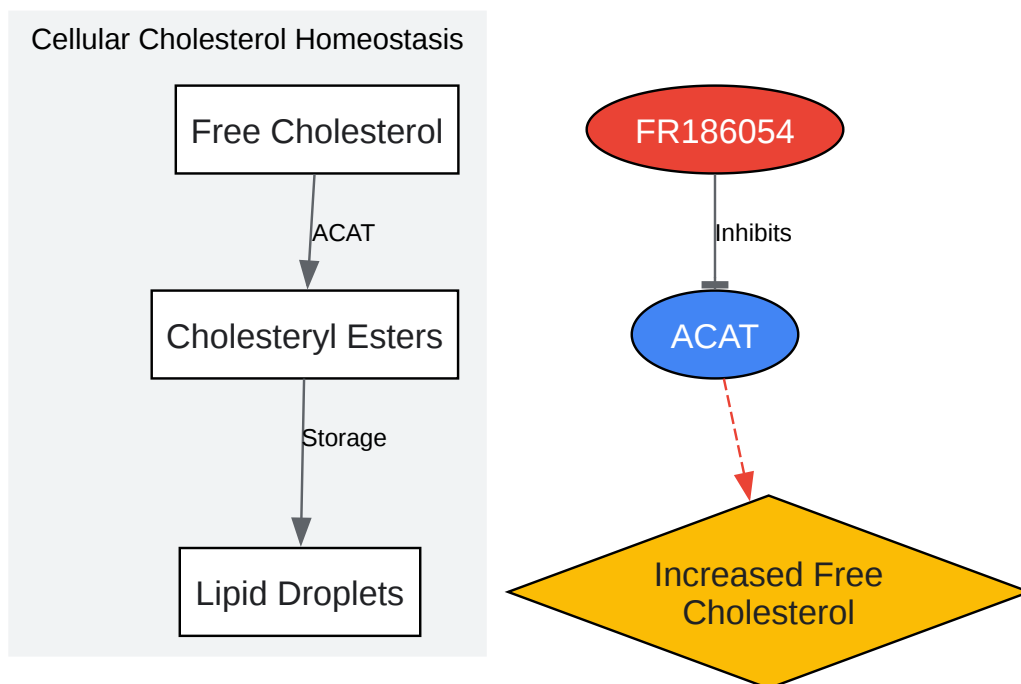 Cellular Cholesterol Homeostasis
Free Cholesterol
ACAT
Cholesteryl Esters
Storage
Lipid Droplets
FR186054
Inhibits
ACAT
Increased Free
Cholesterol